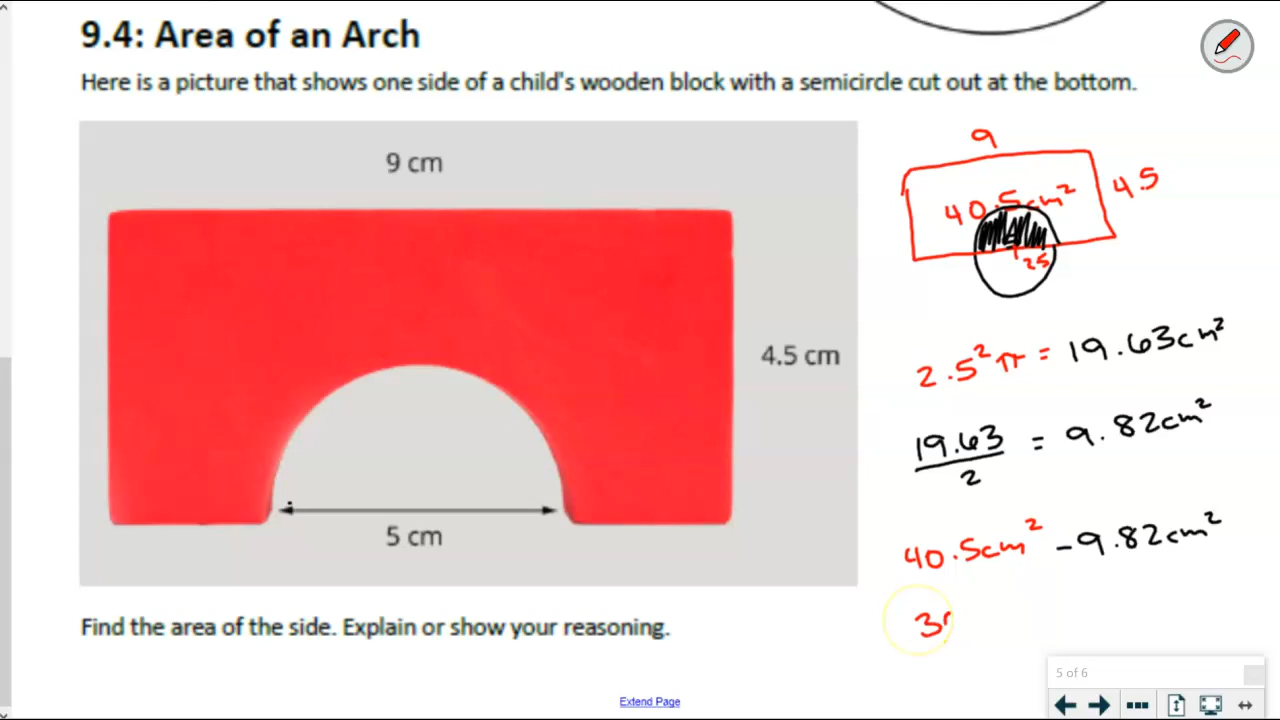 9.4: Area of an Arch
Here is a picture that shows one side of a child's wooden block with a semicircle cut out at the bottom.
9 cm
4.5 cm
5 cm
Find the area of the side. Explain or show your reasoning.
9
4.5
40.5cm²
25
2.5²π = 19.63cm²
19.63/2 = 9.82cm²
40.5cm² - 9.82cm²
3
Extend Page
5 of 6